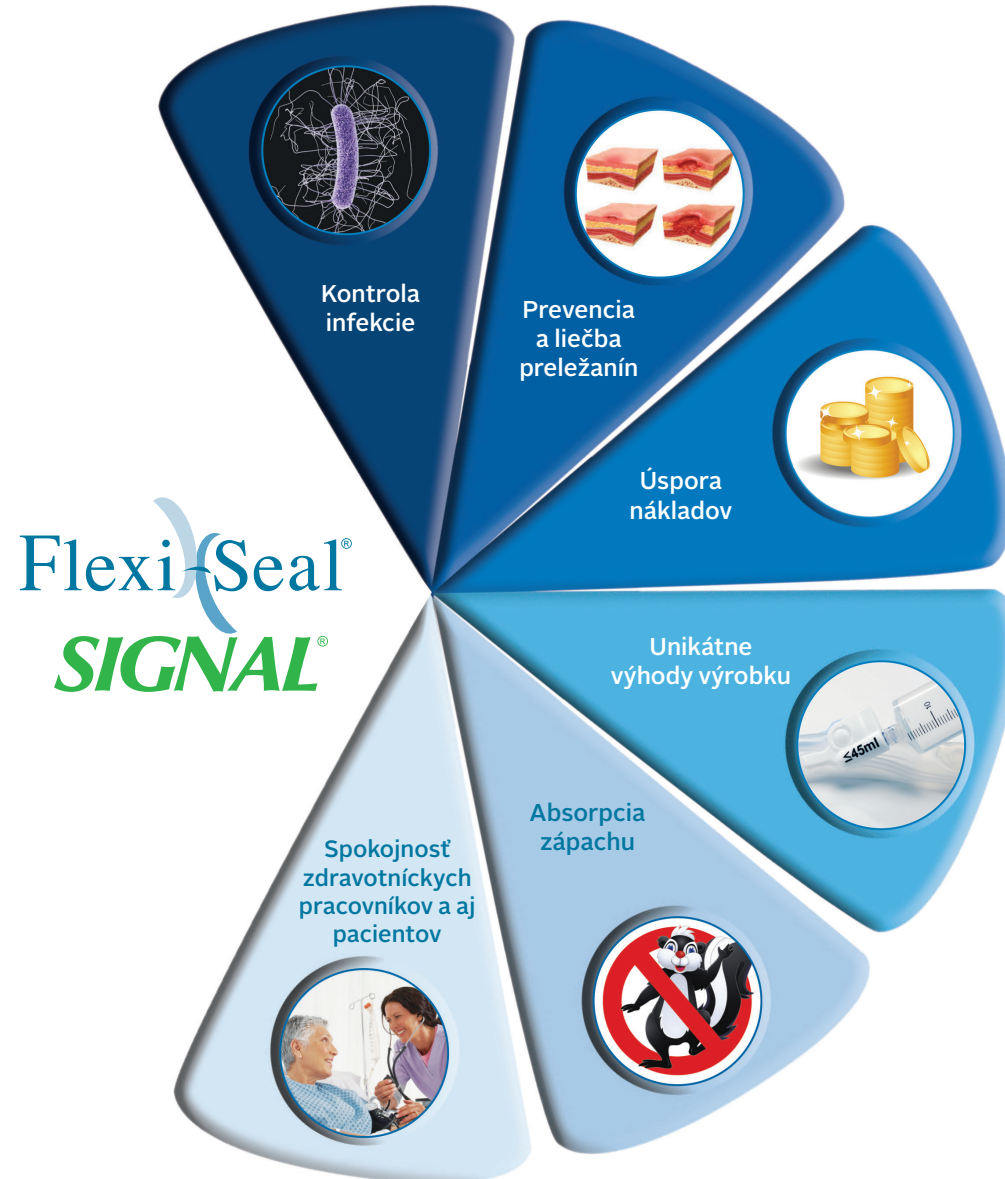 Kontrola
infekcie
Prevencia
a liečba
preležanín
Úspora
nákladov
Flexi Seal®
SIGNAL®
Unikátne
výhody výrobku
≤45ml
Absorpcia
zápachu
Spokojnosť
zdravotníckych
pracovníkov a aj
pacientov